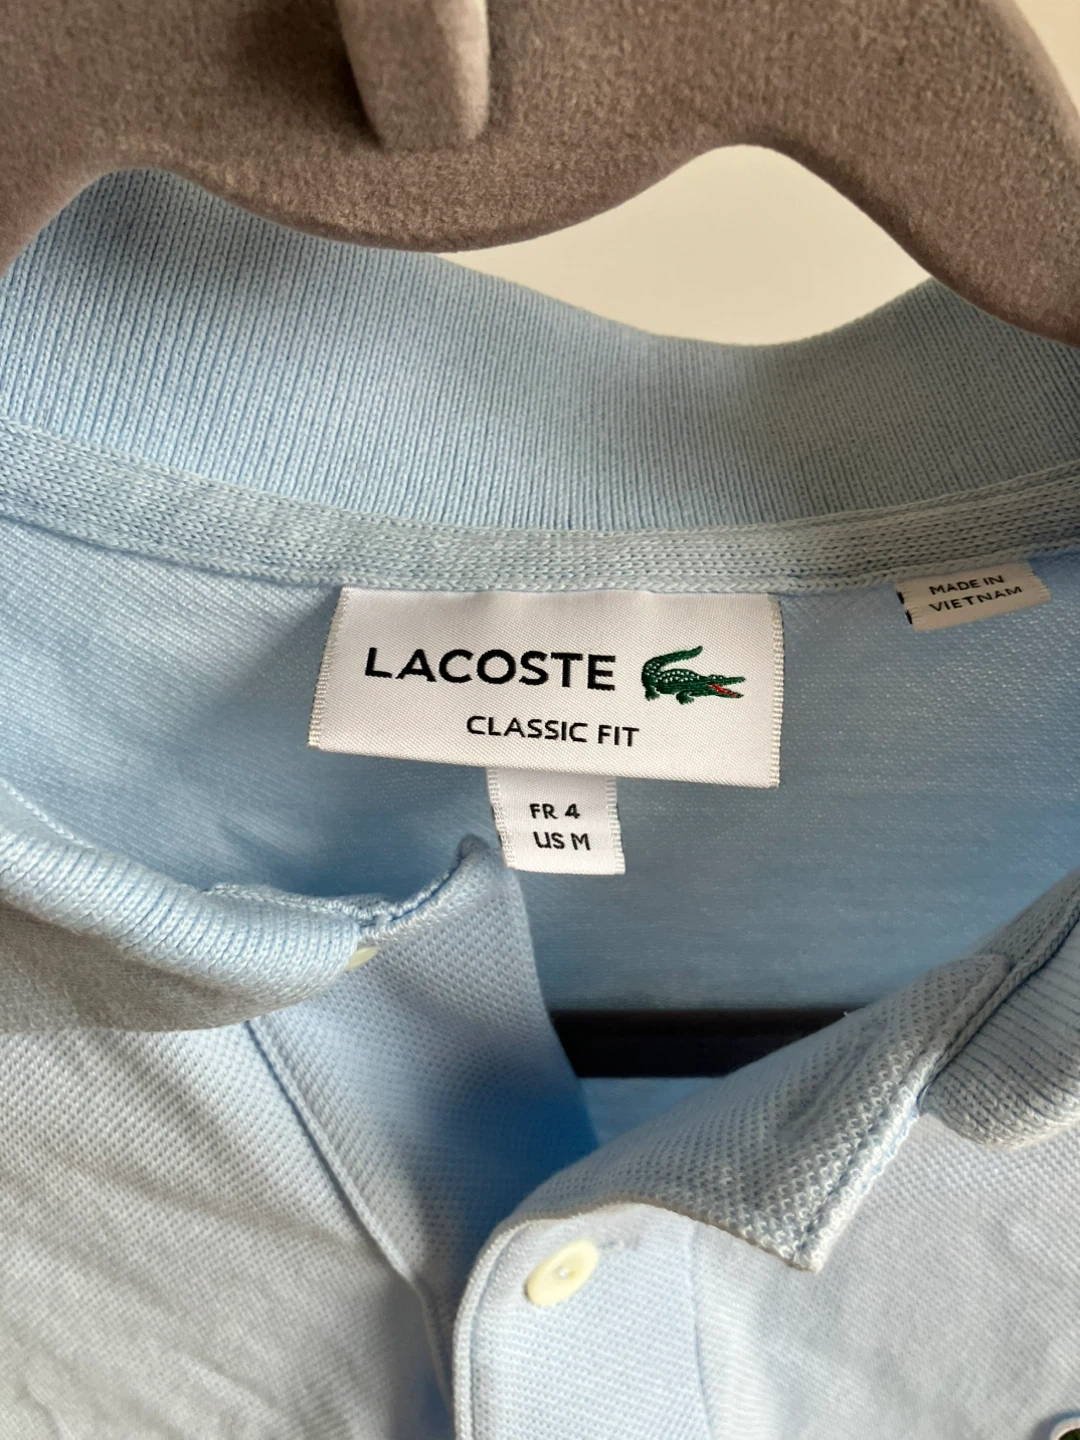 MADE IN
VIETNAM
LACOSTE
CLASSIC FIT
FR 4
US M